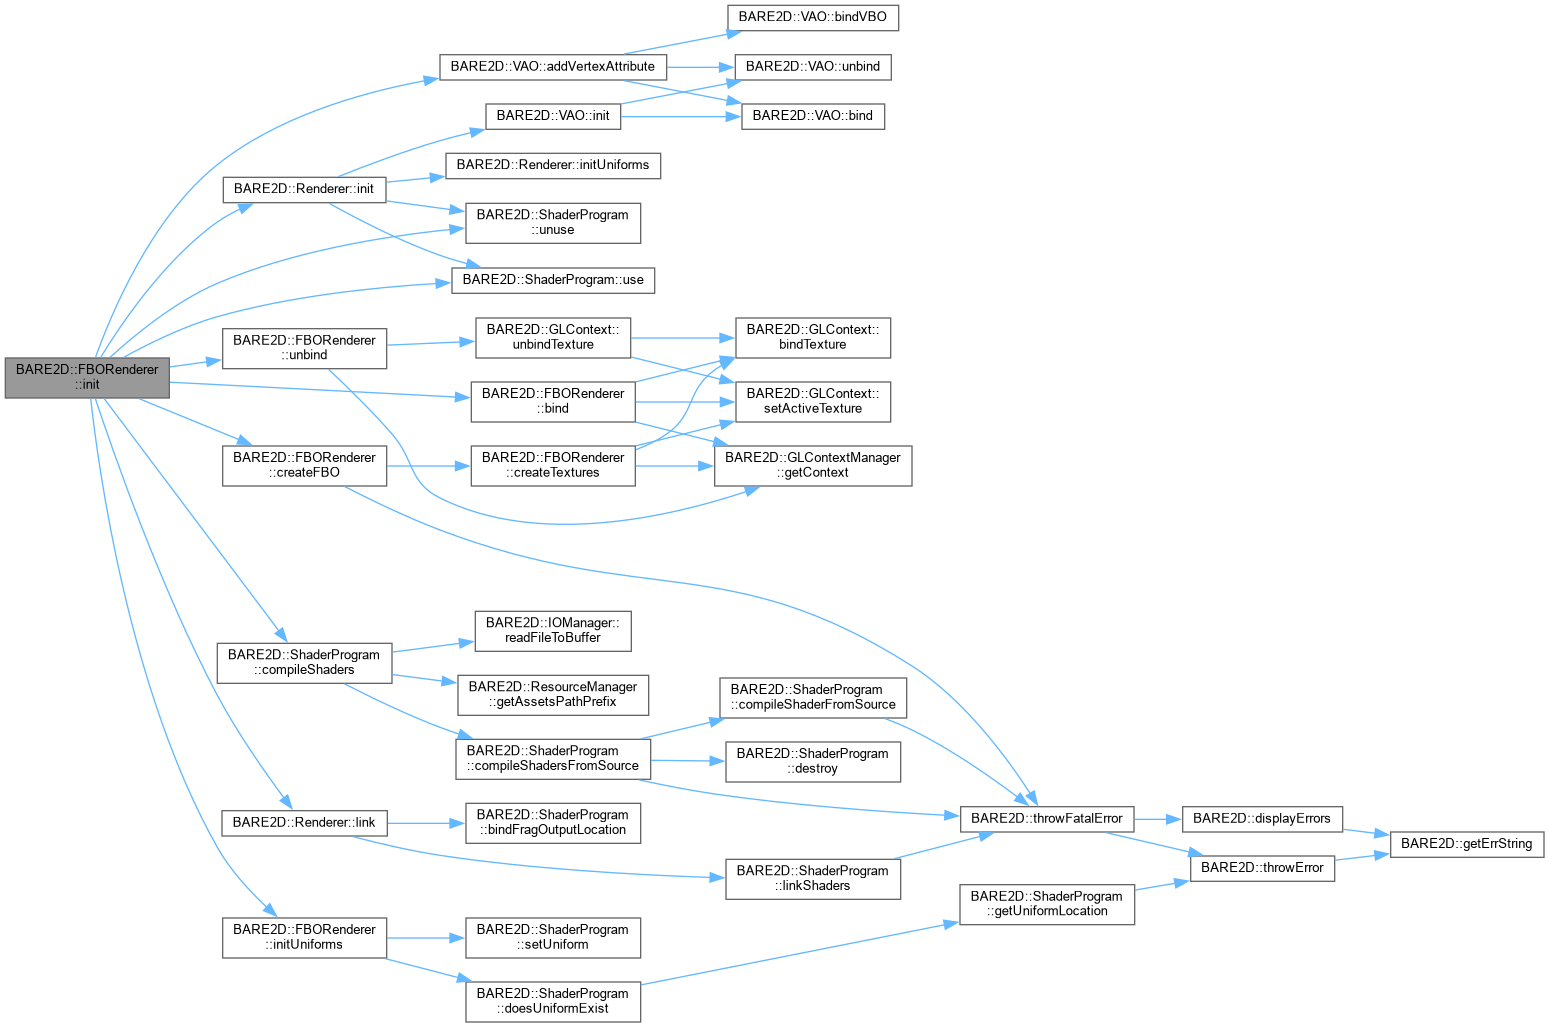 BARE2D::VAO::bindVBO
BARE2D::VAO::addVertexAttribute
BARE2D::VAO::unbind
BARE2D::VAO::init
BARE2D::VAO::bind
BARE2D::Renderer::initUniforms
BARE2D::Renderer::init
BARE2D::ShaderProgram
::unuse
BARE2D::ShaderProgram::use
BARE2D::FBORenderer
::unbind
BARE2D::GLContext::
unbindTexture
BARE2D::GLContext::
bindTexture
BARE2D::FBORenderer
::init
BARE2D::FBORenderer
::bind
BARE2D::GLContext::
setActiveTexture
BARE2D::FBORenderer
::createFBO
BARE2D::FBORenderer
::createTextures
BARE2D::GLContextManager
::getContext
BARE2D::IOManager::
readFileToBuffer
BARE2D::ShaderProgram
::compileShaders
BARE2D::ResourceManager
::getAssetsPathPrefix
BARE2D::ShaderProgram
::compileShaderFromSource
BARE2D::ShaderProgram
::compileShadersFromSource
BARE2D::ShaderProgram
::destroy
BARE2D::Renderer::link
BARE2D::ShaderProgram
::bindFragOutputLocation
BARE2D::throwFatalError
BARE2D::displayErrors
BARE2D::getErrString
BARE2D::ShaderProgram
::linkShaders
BARE2D::throwError
BARE2D::ShaderProgram
::getUniformLocation
BARE2D::FBORenderer
::initUniforms
BARE2D::ShaderProgram
::setUniform
BARE2D::ShaderProgram
::doesUniformExist